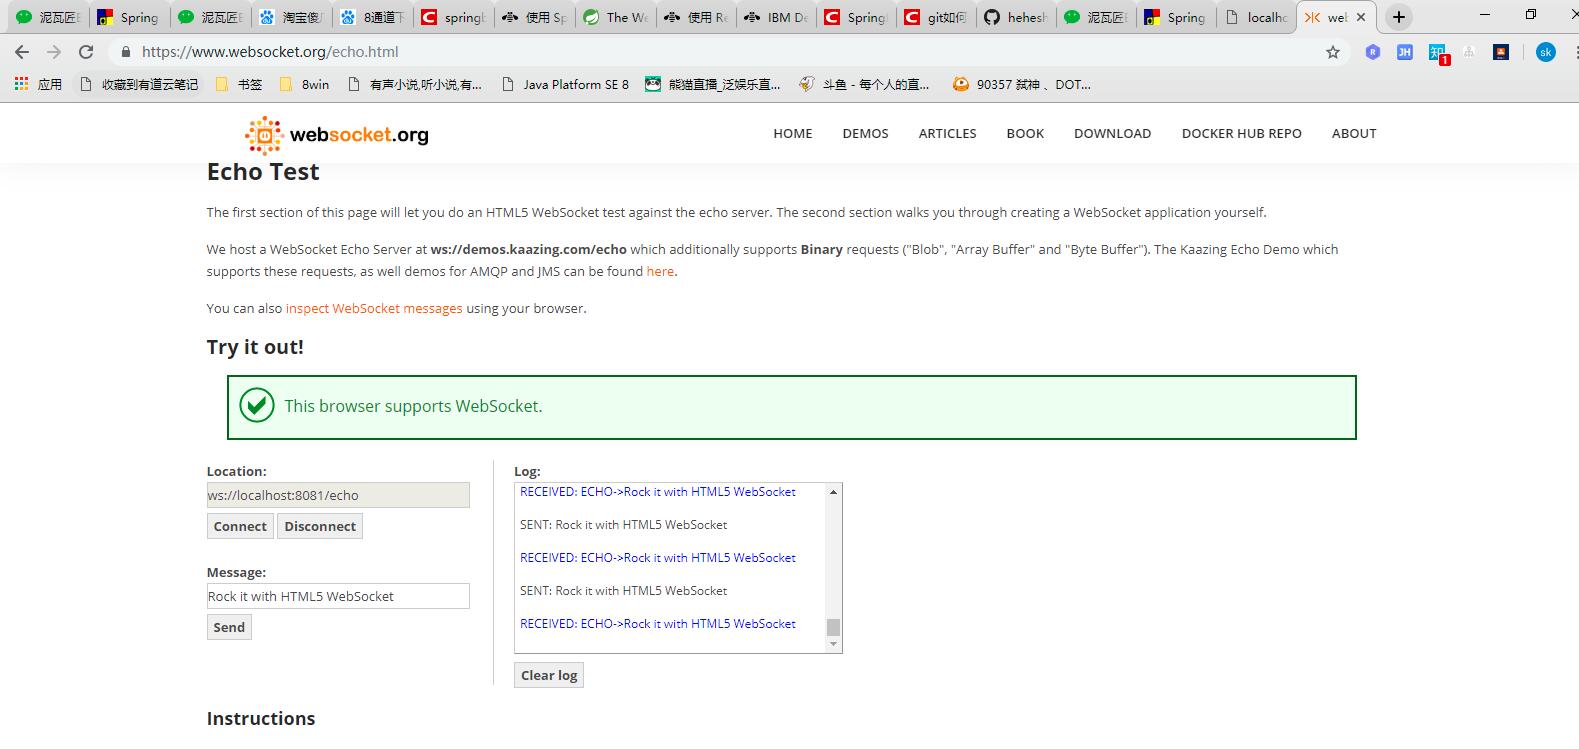 泥瓦匠 Spring 泥瓦匠 淘宝傻 8通道下 spring 使用 Sp The We 使用 Re IBM De Spring git如何 hehesh 泥瓦匠 Spring localho web
https://www.websocket.org/echo.html
sk
1
应用 收藏到有道云笔记 书签 8win 有声小说,听小说,有... Java Platform SE 8 熊猫直播_泛娱乐直... 斗鱼 - 每个人的直... 90357 弑神 、DOT...
websocket.org HOME DEMOS ARTICLES BOOK DOWNLOAD DOCKER HUB REPO ABOUT
Echo Test
The first section of this page will let you do an HTML5 WebSocket test against the echo server. The second section walks you through creating a WebSocket application yourself.
We host a WebSocket Echo Server at ws://demos.kaazing.com/echo which additionally supports Binary requests ("Blob", "Array Buffer" and "Byte Buffer"). The Kaazing Echo Demo which
supports these requests, as well demos for AMQP and JMS can be found here.
You can also inspect WebSocket messages using your browser.
Try it out!
This browser supports WebSocket.
Location:
ws://localhost:8081/echo
Connect Disconnect
Message:
Rock it with HTML5 WebSocket
Send
Log:
RECEIVED: ECHO->Rock it with HTML5 WebSocket
SENT: Rock it with HTML5 WebSocket
RECEIVED: ECHO->Rock it with HTML5 WebSocket
SENT: Rock it with HTML5 WebSocket
RECEIVED: ECHO->Rock it with HTML5 WebSocket
Clear log
Instructions